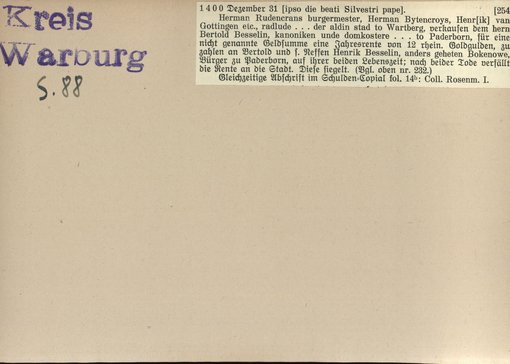 Kreis
Warburg
S. 88
1400 Dezember 31 [ipso die beati Silvestri pape]. [254
Herman Rudencrans burgermester, Herman Bytencroys, Henr[ik] van
Gottingen etc., radlude . . . der aldin stad to Wartberg, verkaufen dem hern
Bertold Besselin, kanoniken unde domkostere . . . to Paderborn, für eine
nicht genannte Geldsumme eine Jahresrente von 12 rhein. Goldgulden, zu
zahlen an Bertold und s. Neffen Henrik Besselin, anders geheten Bokenowe,
Bürger zu Paderborn, auf ihrer beiden Lebenszeit; nach beider Tode verfällt
die Rente an die Stadt. Diese siegelt. (Vgl. oben nr. 232.)
Gleichzeitige Abschrift im Schulden-Copial fol. 14ᵇ: Coll. Rosenm. I.